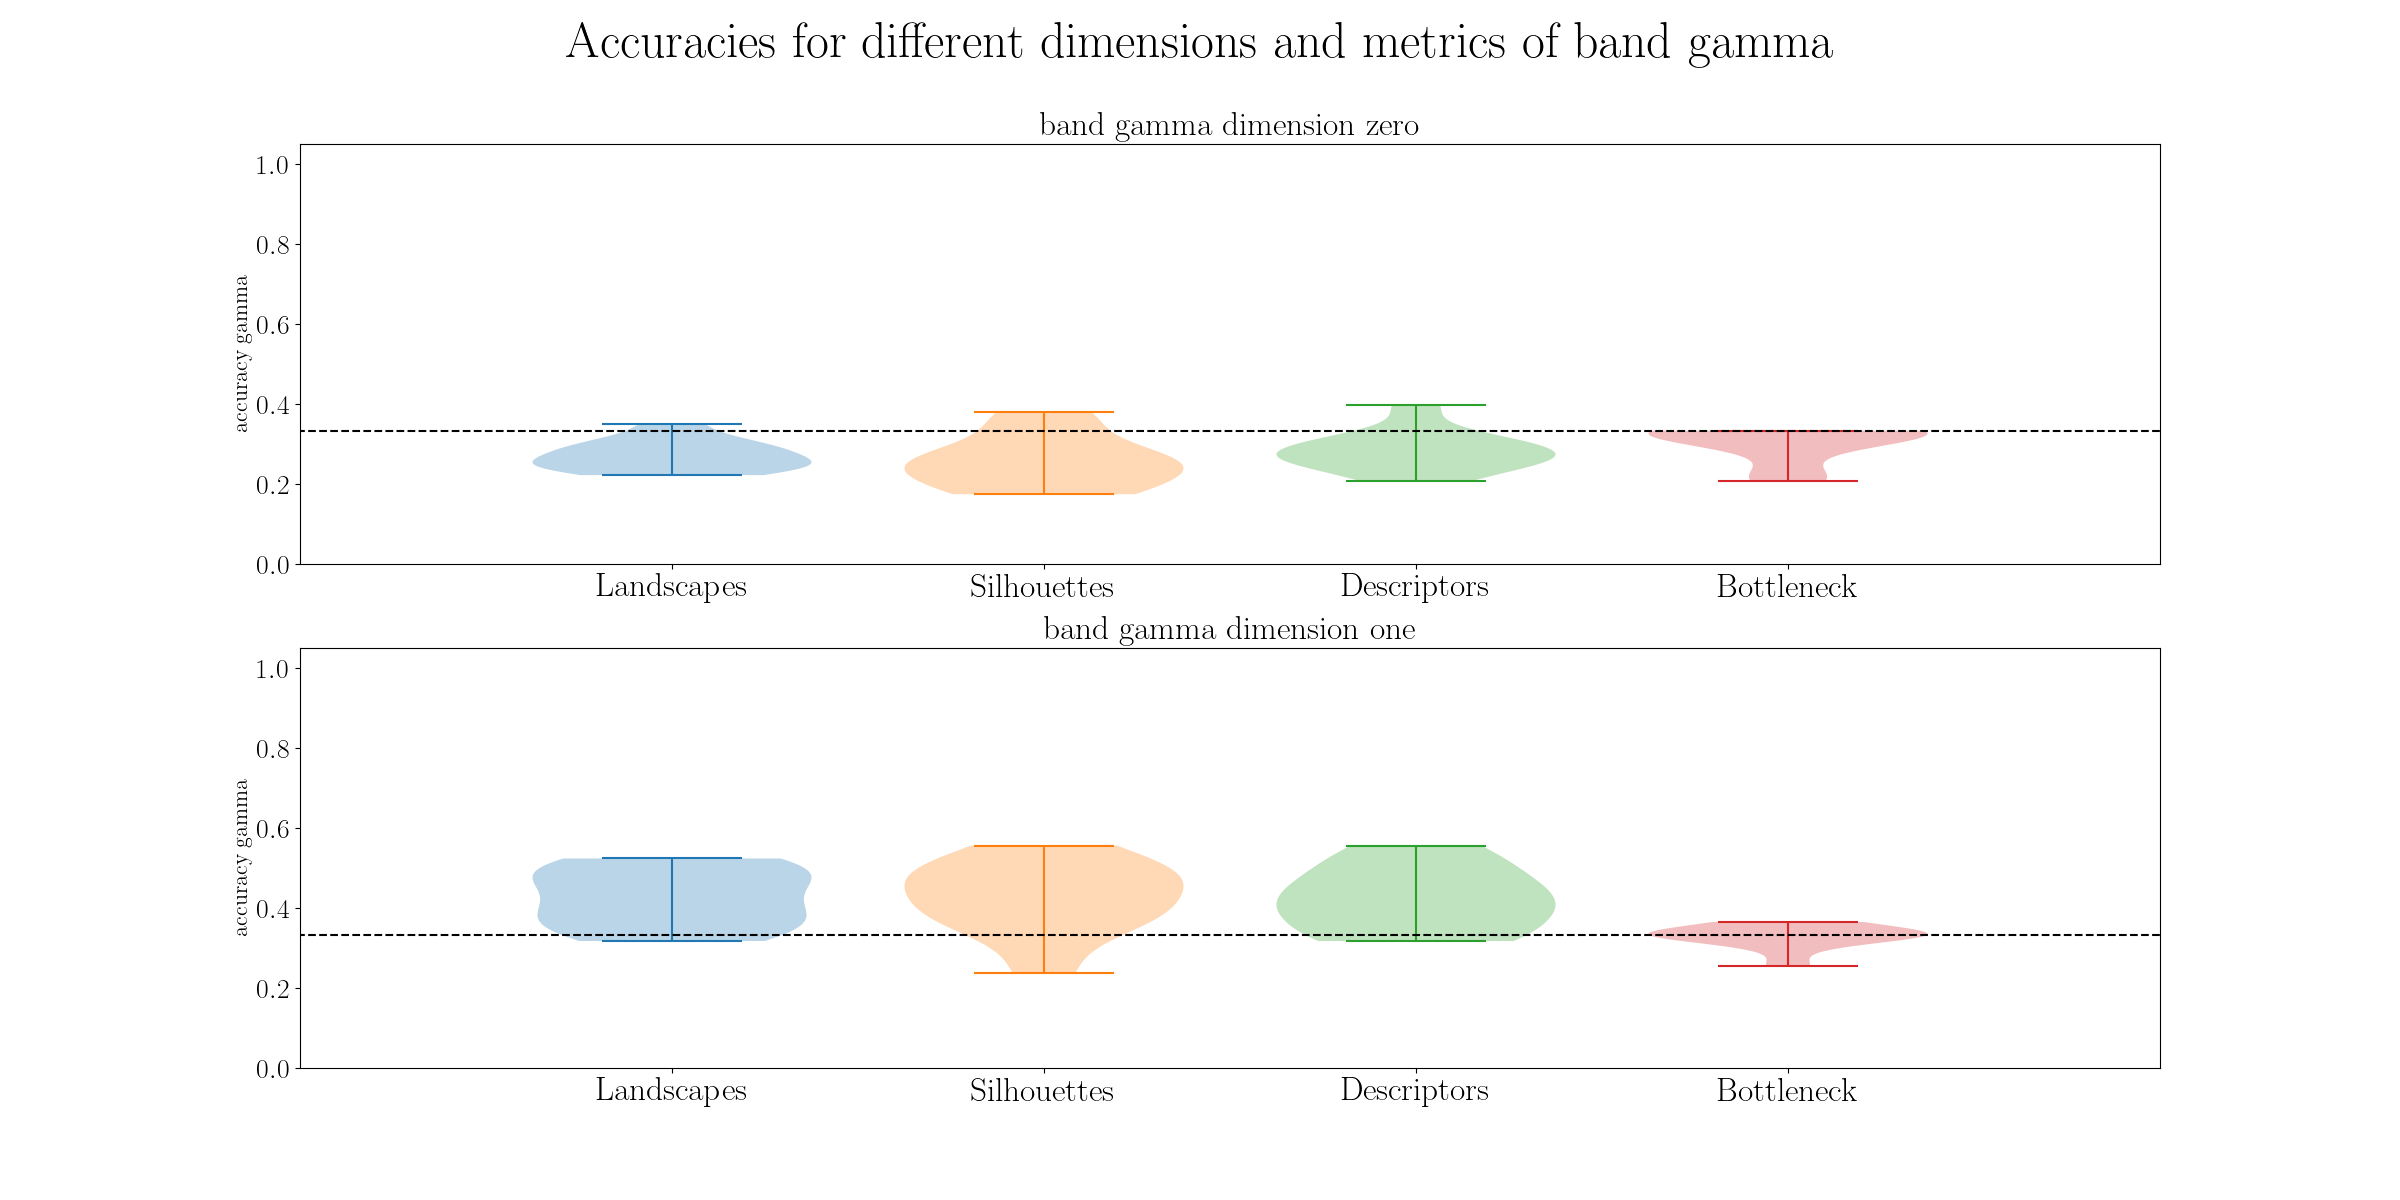 Accuracies for different dimensions and metrics of band gamma
band gamma dimension zero
accuracy gamma
1.0
0.8
0.6
0.4
0.2
0.0
Landscapes Silhouettes Descriptors Bottleneck
band gamma dimension one
accuracy gamma
1.0
0.8
0.6
0.4
0.2
0.0
Landscapes Silhouettes Descriptors Bottleneck